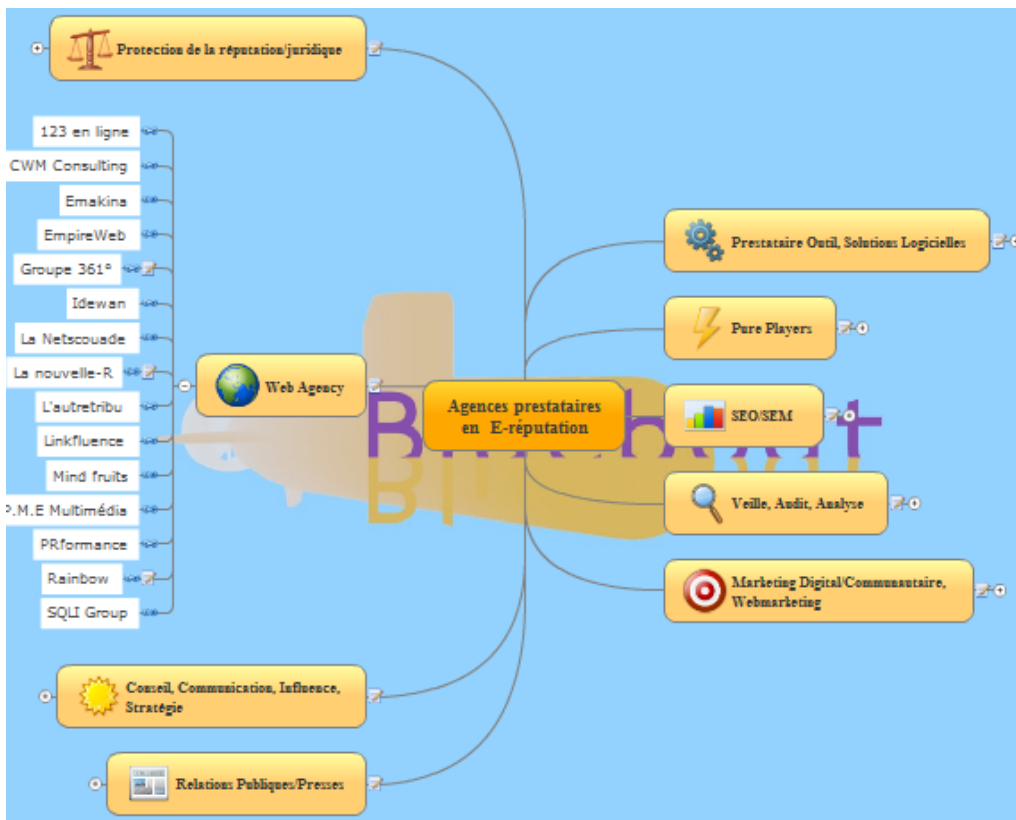 Protection de la réputation/juridique
123 en ligne
CWM Consulting
Emakina
EmpireWeb
Groupe 361°
Idewan
La Netscouade
La nouvelle-R
L'autretribu
Linkfluence
Mind fruits
P.M.E Multimédia
PRformance
Rainbow
SQLI Group
Web Agency
Conseil, Communication, Influence,
Stratégie
Relations Publiques/Presses
Agences prestataires
en E-réputation
Prestataire Outil, Solutions Logicielles
Pure Players
SEO/SEM
Veille, Audit, Analyse
Marketing Digital/Communautaire,
Webmarketing